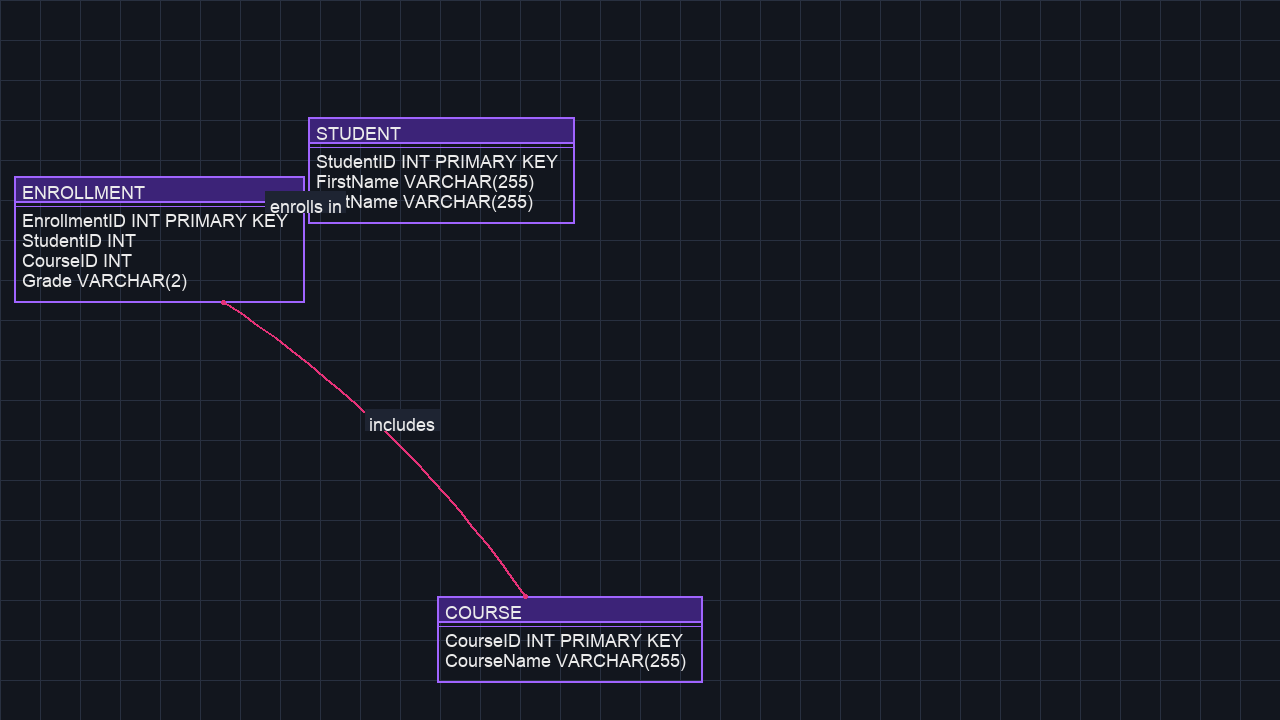 STUDENT
StudentID INT PRIMARY KEY
FirstName VARCHAR(255)
tName VARCHAR(255)
ENROLLMENT
enrolls in
EnrollmentID INT PRIMARY KEY
StudentID INT
CourseID INT
Grade VARCHAR(2)
includes
COURSE
CourseID INT PRIMARY KEY
CourseName VARCHAR(255)